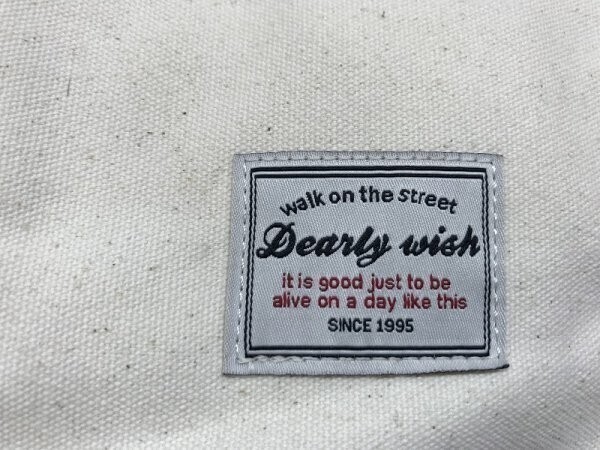 walk on the street
Dearly wish
it is good just to be
alive on a day like this
SINCE 1995